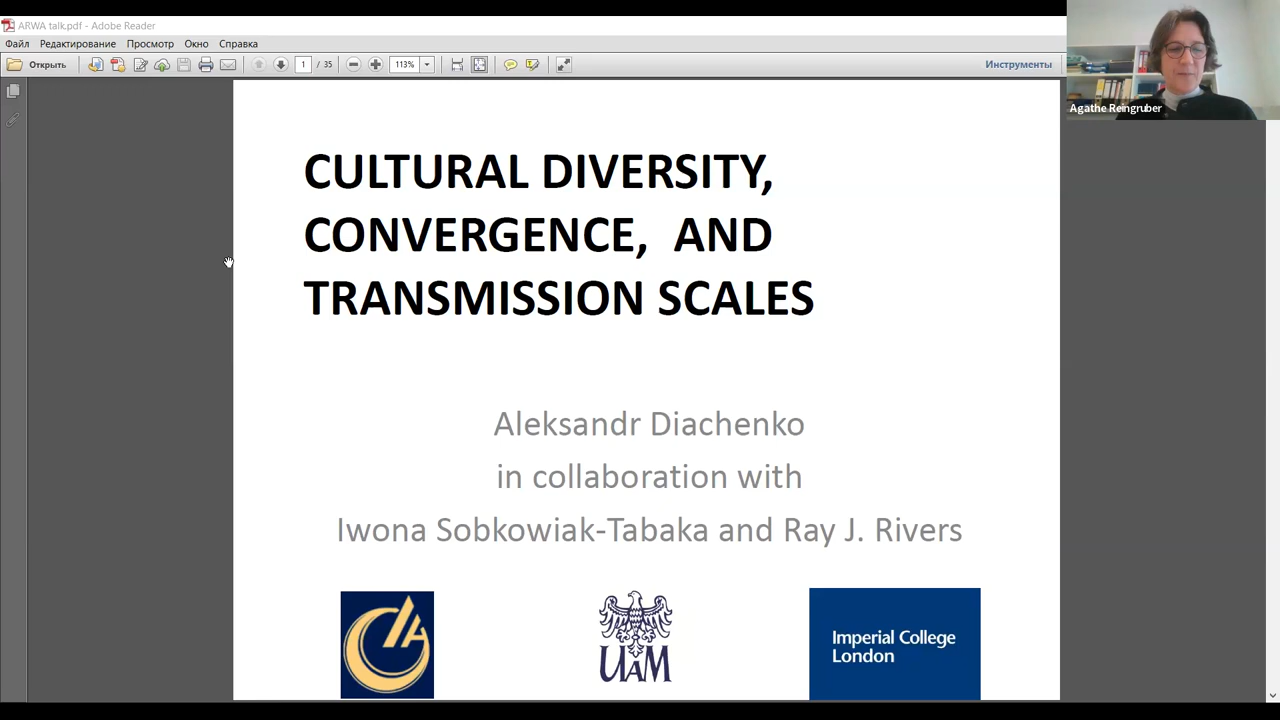 ARWA talk.pdf - Adobe Reader
Файл Редактирование Просмотр Окно Справка
Открыть 1 / 35 113% Инструменты
Agathe Reingruber
CULTURAL DIVERSITY,
CONVERGENCE, AND
TRANSMISSION SCALES
Aleksandr Diachenko
in collaboration with
Iwona Sobkowiak-Tabaka and Ray J. Rivers
IA
UAM
Imperial College
London